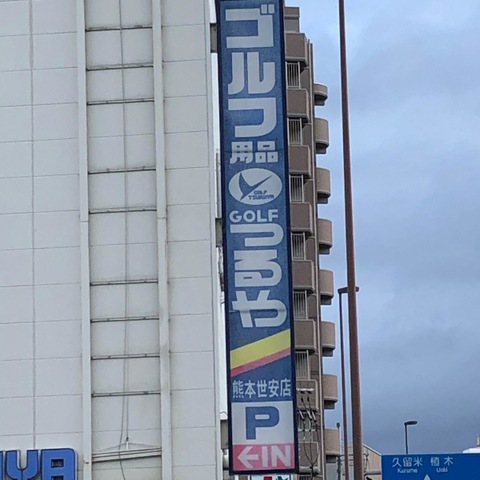 ゴルフ
用品
GOLF
TSURUYA
GOLF
つるや
熊本世安店
P
←IN
YA
久留米 植木
Kurume Ueki